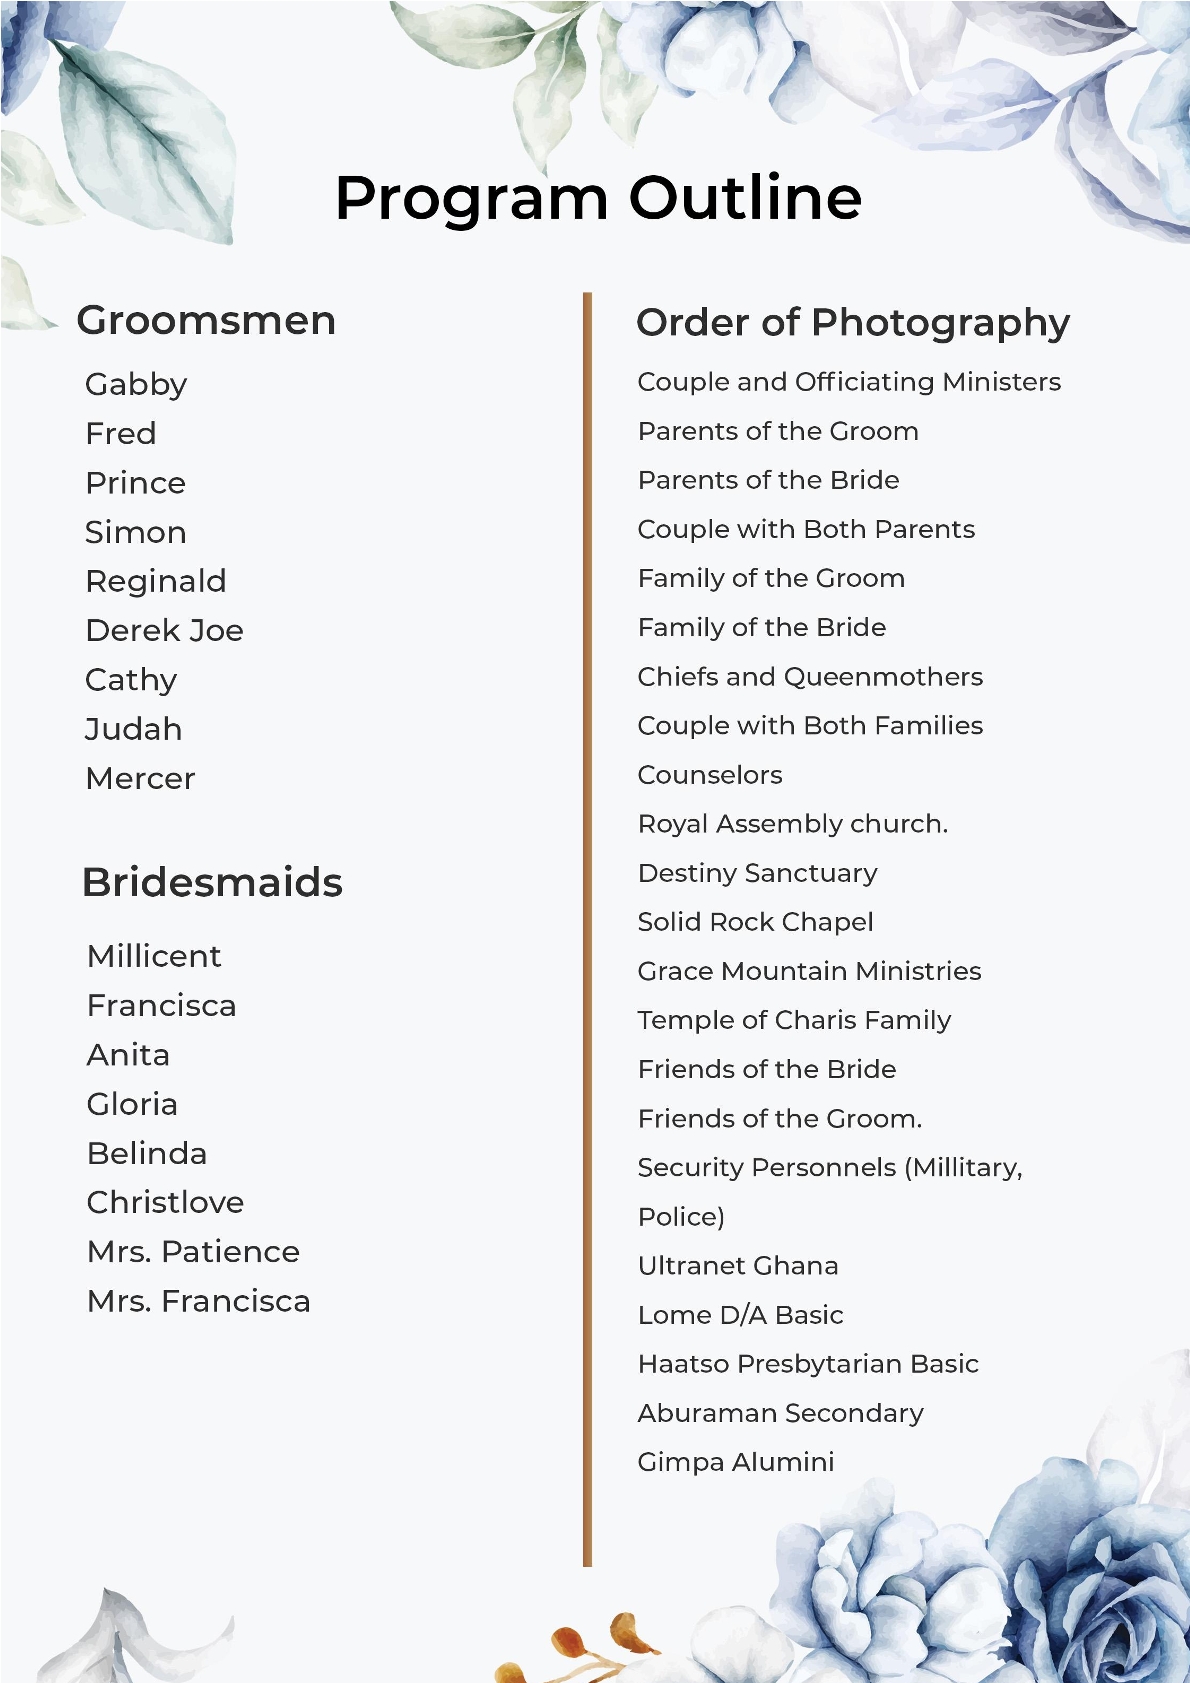 Program Outline
Groomsmen
Gabby
Fred
Prince
Simon
Reginald
Derek Joe
Cathy
Judah
Mercer
Bridesmaids
Millicent
Francisca
Anita
Gloria
Belinda
Christlove
Mrs. Patience
Mrs. Francisca
Order of Photography
Couple and Officiating Ministers
Parents of the Groom
Parents of the Bride
Couple with Both Parents
Family of the Groom
Family of the Bride
Chiefs and Queenmothers
Couple with Both Families
Counselors
Royal Assembly church.
Destiny Sanctuary
Solid Rock Chapel
Grace Mountain Ministries
Temple of Charis Family
Friends of the Bride
Friends of the Groom.
Security Personnels (Millitary,
Police)
Ultranet Ghana
Lome D/A Basic
Haatso Presbytarian Basic
Aburaman Secondary
Gimpa Alumini